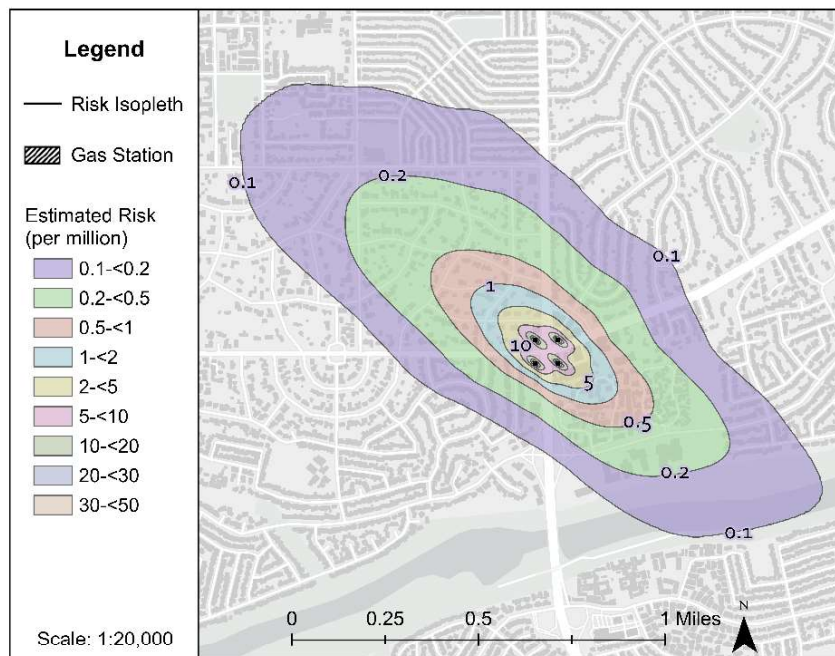 Legend
Risk Isopleth
Gas Station
Estimated Risk
(per million)
0.1-<0.2
0.2-<0.5
0.5-<1
1-<2
2-<5
5-<10
10-<20
20-<30
30-<50
Scale: 1:20,000
0.1
0.2
0.1
1
10
5
0.5
0.2
0.1
N
0 0.25 0.5 1 Miles